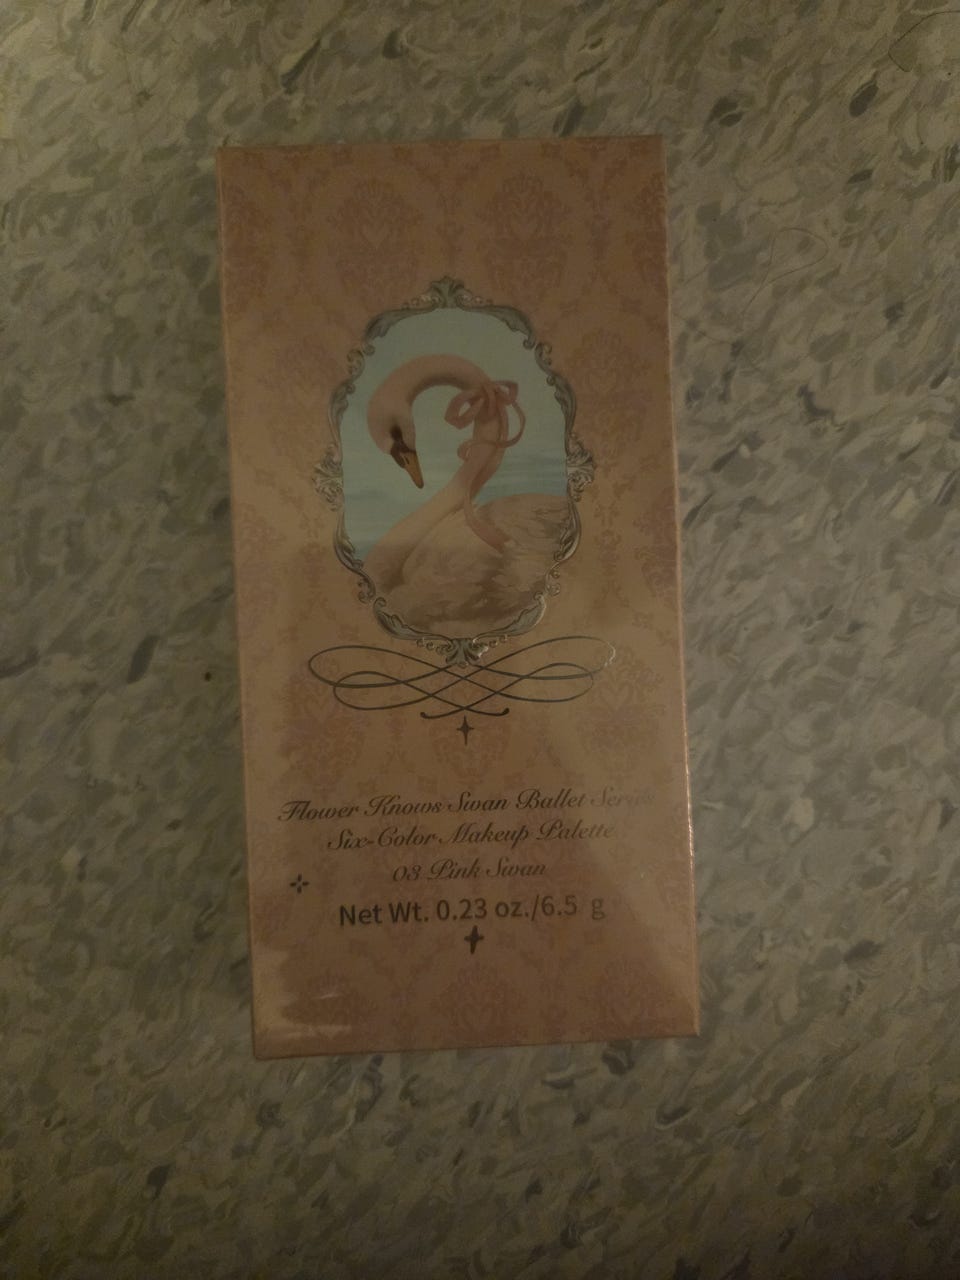 Flower Knows Swan Ballet Series
Six-Color Makeup Palette
03 Pink Swan
Net Wt. 0.23 oz./6.5 g